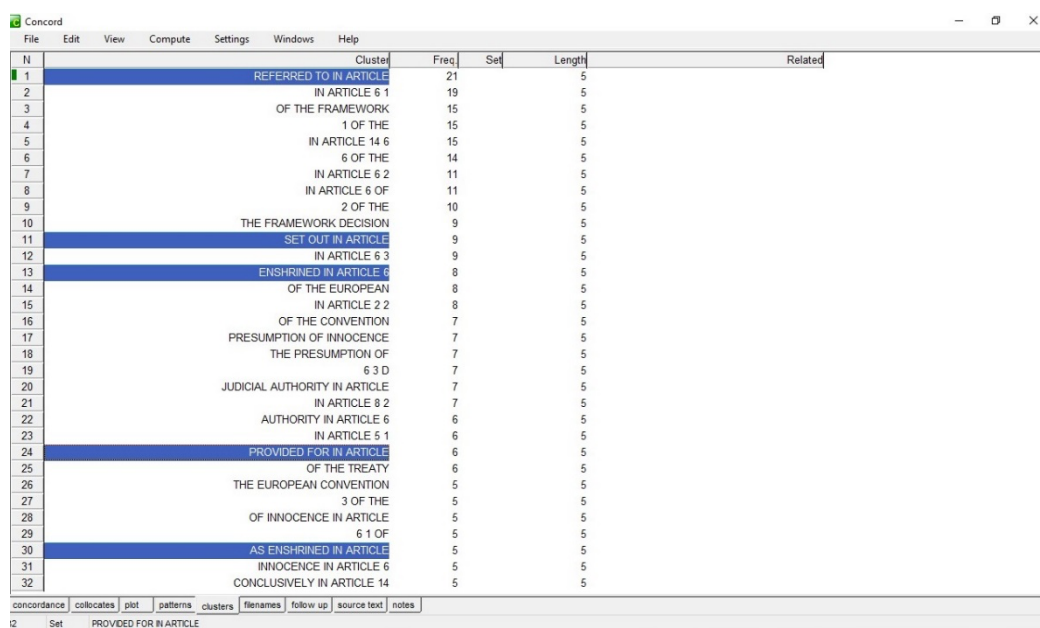 Concord
File Edit View Compute Settings Windows Help
N Cluster Freq. Set Length Related
1 REFERRED TO IN ARTICLE 21 5
2 IN ARTICLE 6 1 19 5
3 OF THE FRAMEWORK 15 5
4 1 OF THE 15 5
5 IN ARTICLE 14 6 15 5
6 6 OF THE 14 5
7 IN ARTICLE 6 2 11 5
8 IN ARTICLE 6 OF 11 5
9 2 OF THE 10 5
10 THE FRAMEWORK DECISION 9 5
11 SET OUT IN ARTICLE 9 5
12 IN ARTICLE 6 3 9 5
13 ENSHRINED IN ARTICLE 6 8 5
14 OF THE EUROPEAN 8 5
15 IN ARTICLE 2 2 8 5
16 OF THE CONVENTION 7 5
17 PRESUMPTION OF INNOCENCE 7 5
18 THE PRESUMPTION OF 7 5
19 6 3 D 7 5
20 JUDICIAL AUTHORITY IN ARTICLE 7 5
21 IN ARTICLE 8 2 7 5
22 AUTHORITY IN ARTICLE 6 6 5
23 IN ARTICLE 5 1 6 5
24 PROVIDED FOR IN ARTICLE 6 5
25 OF THE TREATY 6 5
26 THE EUROPEAN CONVENTION 5 5
27 3 OF THE 5 5
28 OF INNOCENCE IN ARTICLE 5 5
29 6 1 OF 5 5
30 AS ENSHRINED IN ARTICLE 5 5
31 INNOCENCE IN ARTICLE 6 5 5
32 CONCLUSIVELY IN ARTICLE 14 5 5
concordance collocates plot patterns clusters filenames follow up source text notes
Set PROVIDED FOR IN ARTICLE